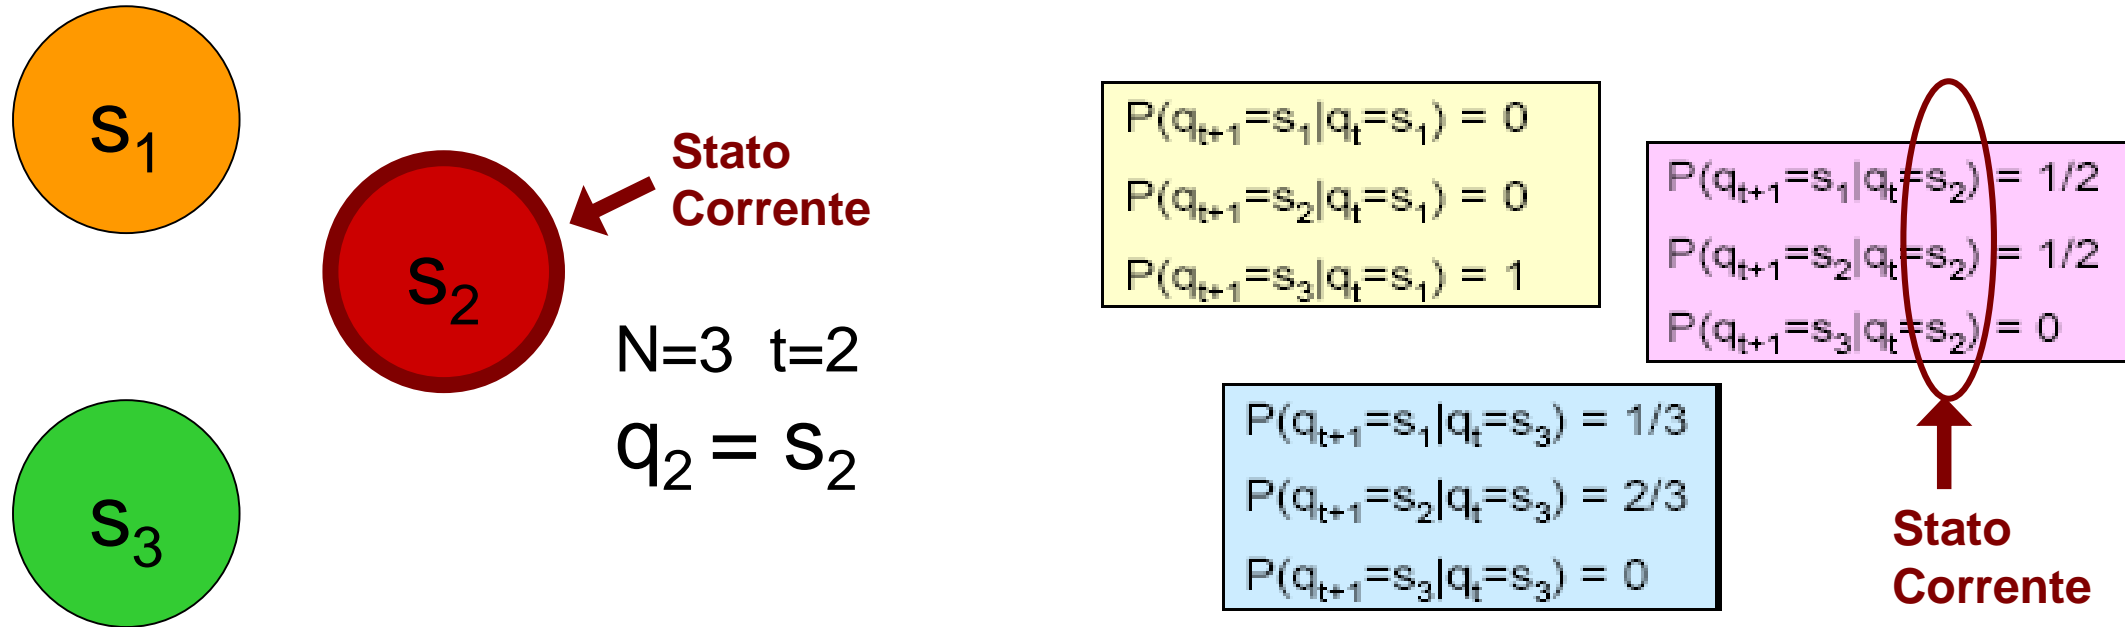 s₁
s₂
s₃
Stato
Corrente
N=3 t=2
q₂ = s₂
P(qₜ₊₁=s₁|qₜ=s₁) = 0
P(qₜ₊₁=s₂|qₜ=s₁) = 0
P(qₜ₊₁=s₃|qₜ=s₁) = 1
P(qₜ₊₁=s₁|qₜ=s₂) = 1/2
P(qₜ₊₁=s₂|qₜ=s₂) = 1/2
P(qₜ₊₁=s₃|qₜ=s₂) = 0
P(qₜ₊₁=s₁|qₜ=s₃) = 1/3
P(qₜ₊₁=s₂|qₜ=s₃) = 2/3
P(qₜ₊₁=s₃|qₜ=s₃) = 0
Stato
Corrente